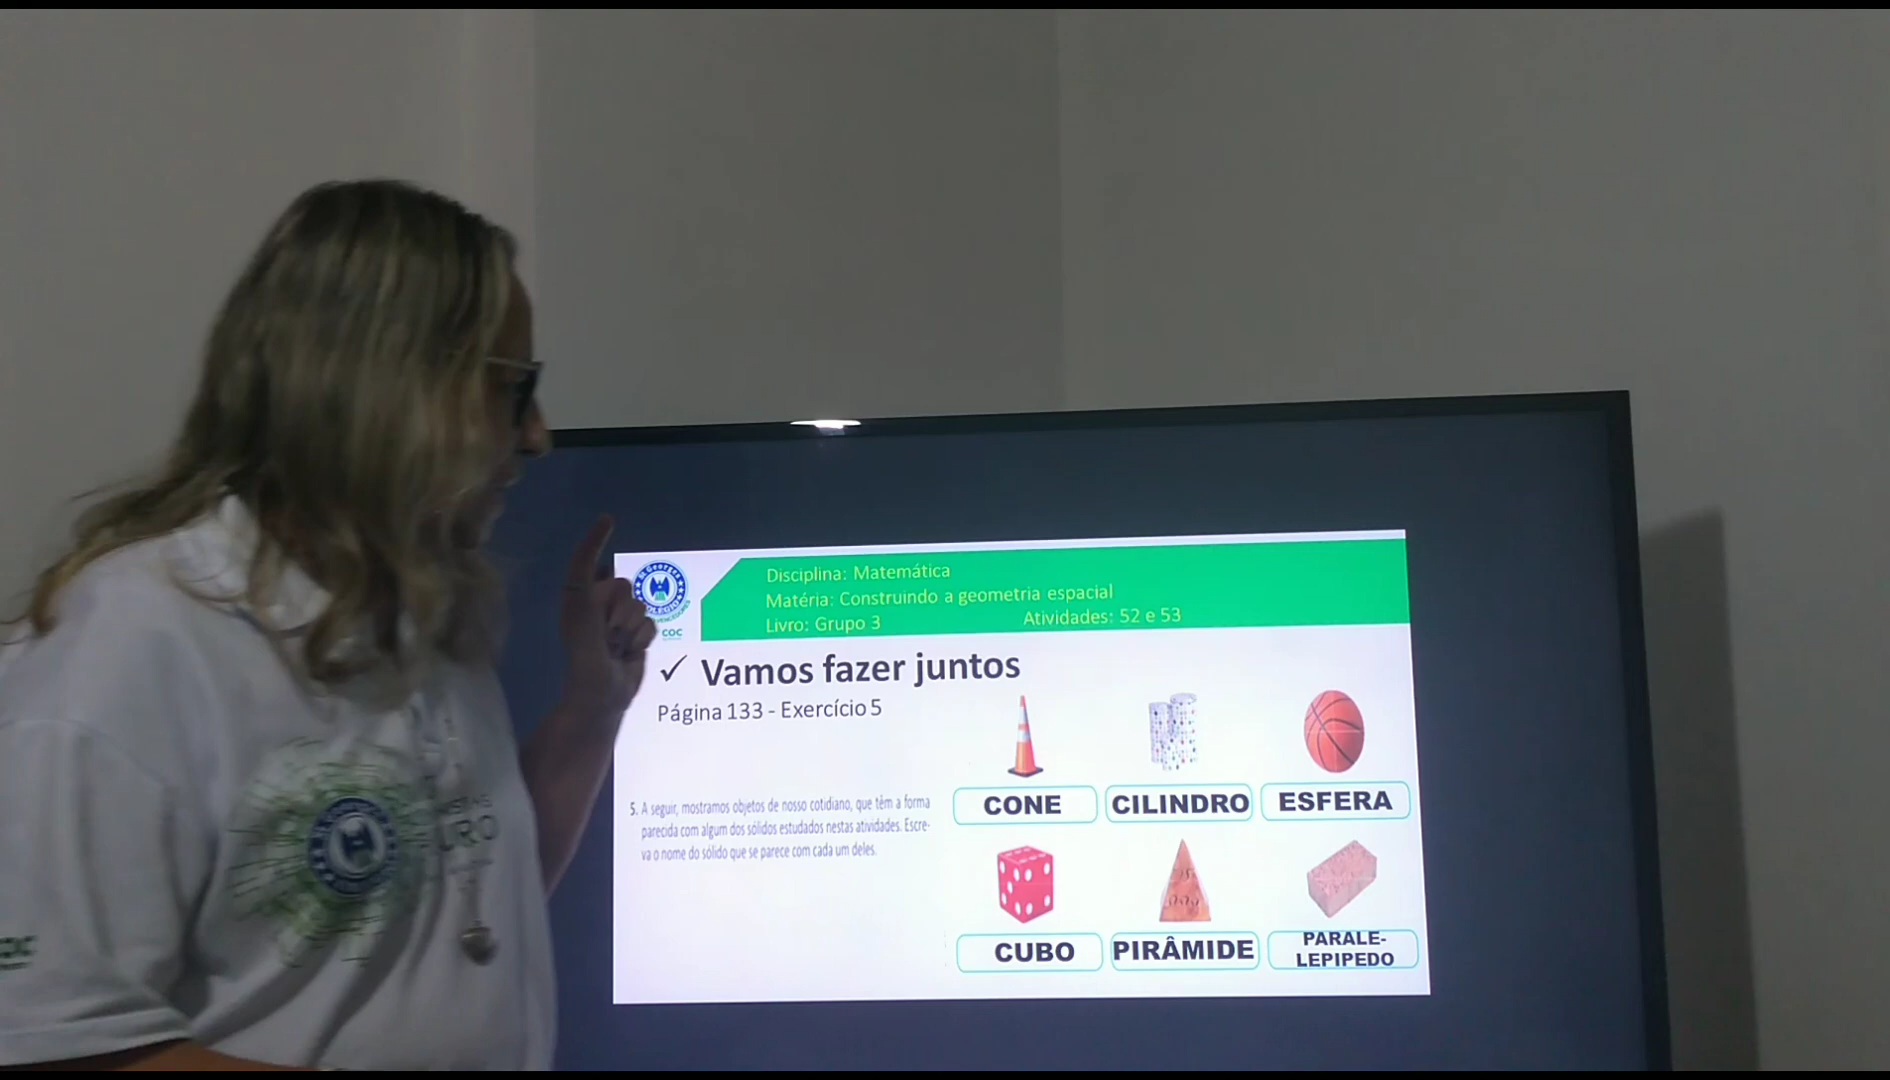 Disciplina: Matemática
Matéria: Construindo a geometria espacial
Livro: Grupo 3 Atividades: 52 e 53
COC
✓ Vamos fazer juntos
Página 133 - Exercício 5
5. A seguir, mostramos objetos de nosso cotidiano, que têm a forma
parecida com algum dos sólidos estudados nestas atividades. Escre-
va o nome do sólido que se parece com cada um deles.
CONE CILINDRO ESFERA
CUBO PIRÂMIDE PARALE-
LEPIPEDO